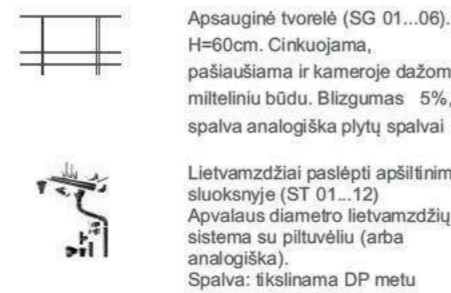 Apsauginė tvorelė (SG 01...06).
H=60cm. Cinkuojama,
pašiaušiama ir kameroje dažom
milteliniu būdu. Blizgumas 5%,
spalva analogiška plytų spalvai
Lietvamzdžiai paslėpti apšiltinim
sluoksnyje (ST 01...12)
Apvalaus diametro lietvamzdžių
sistema su piltuvėliu (arba
analogiška).
Spalva: tikslinama DP metu